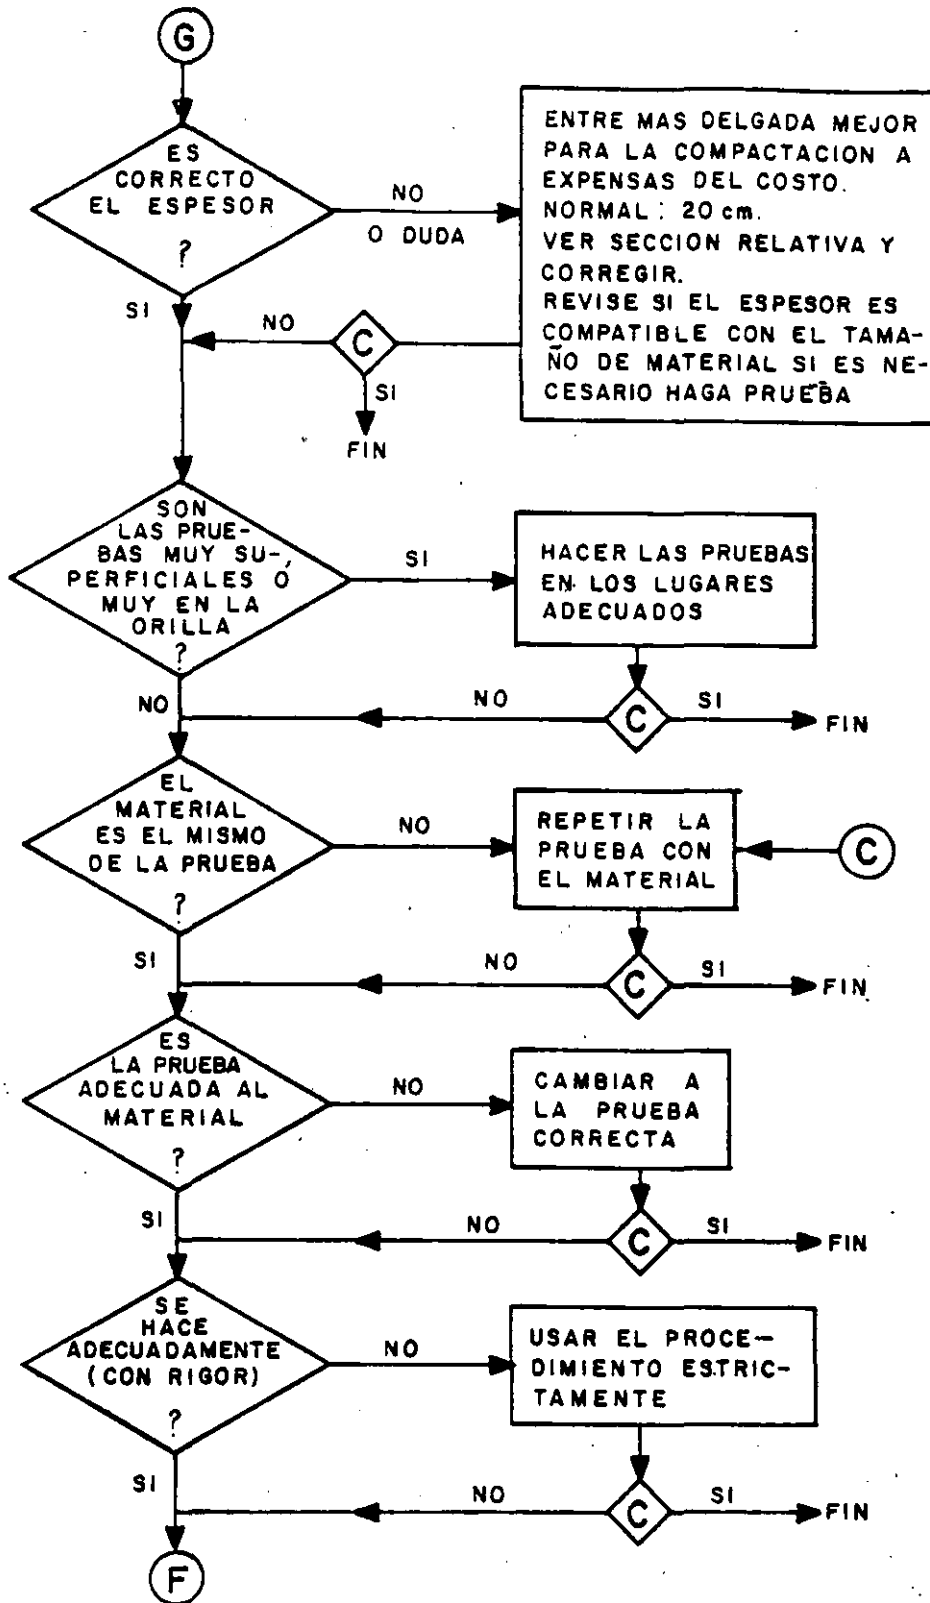 G
ES
CORRECTO
EL ESPESOR
?
NO
O DUDA
ENTRE MAS DELGADA MEJOR
PARA LA COMPACTACION A
EXPENSAS DEL COSTO.
NORMAL: 20 cm.
VER SECCION RELATIVA Y
CORREGIR.
REVISE SI EL ESPESOR ES
COMPATIBLE CON EL TAMA-
ÑO DE MATERIAL SI ES NE-
CESARIO HAGA PRUEBA
SI
NO
C
SI
FIN
SON
LAS PRUE-
BAS MUY SU-
PERFICIALES Ó
MUY EN LA
ORILLA
?
SI
HACER LAS PRUEBAS
EN LOS LUGARES
ADECUADOS
NO
NO
C
SI
FIN
EL
MATERIAL
ES EL MISMO
DE LA PRUEBA
?
NO
REPETIR LA
PRUEBA CON
EL MATERIAL
C
SI
NO
C
SI
FIN
ES
LA PRUEBA
ADECUADA AL
MATERIAL
?
NO
CAMBIAR A
LA PRUEBA
CORRECTA
SI
NO
C
SI
FIN
SE
HACE
ADECUADAMENTE
(CON RIGOR)
?
NO
USAR EL PROCE-
DIMIENTO ESTRIC-
TAMENTE
SI
NO
C
SI
FIN
F